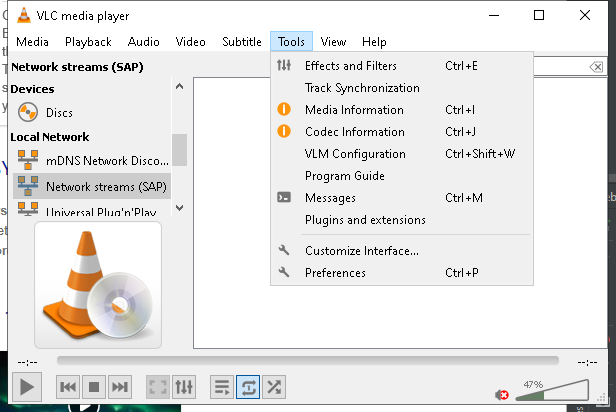 VLC media player
Media Playback Audio Video Subtitle Tools View Help
Network streams (SAP)
Devices
Discs
Local Network
mDNS Network Disco...
Network streams (SAP)
Universal Plug'n'Play
Effects and Filters Ctrl+E
Track Synchronization
Media Information Ctrl+I
Codec Information Ctrl+J
VLM Configuration Ctrl+Shift+W
Program Guide
Messages Ctrl+M
Plugins and extensions
Customize Interface...
Preferences Ctrl+P
--:-- --:--
47%